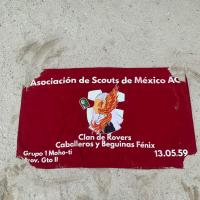 Asociación de Scouts de México AC
Clan de Rovers
Caballeros y Beguinas Fénix
Grupo 1 Moho-ti
Prov. Gto II
13.05.59